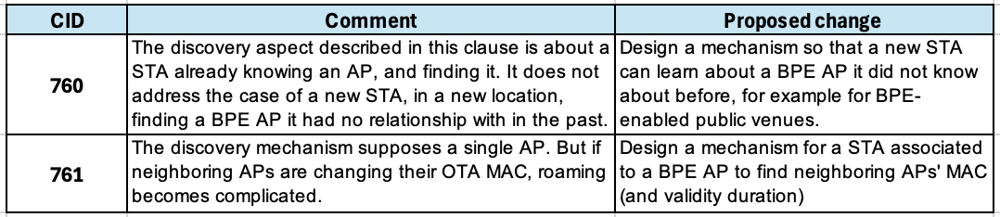 CID Comment Proposed change
760
The discovery aspect described in this clause is about a
STA already knowing an AP, and finding it. It does not
address the case of a new STA, in a new location,
finding a BPE AP it had no relationship with in the past.
Design a mechanism so that a new STA
can learn about a BPE AP it did not know
about before, for example for BPE-
enabled public venues.
761
The discovery mechanism supposes a single AP. But if
neighboring APs are changing their OTA MAC, roaming
becomes complicated.
Design a mechanism for a STA associated
to a BPE AP to find neighboring APs' MAC
(and validity duration)